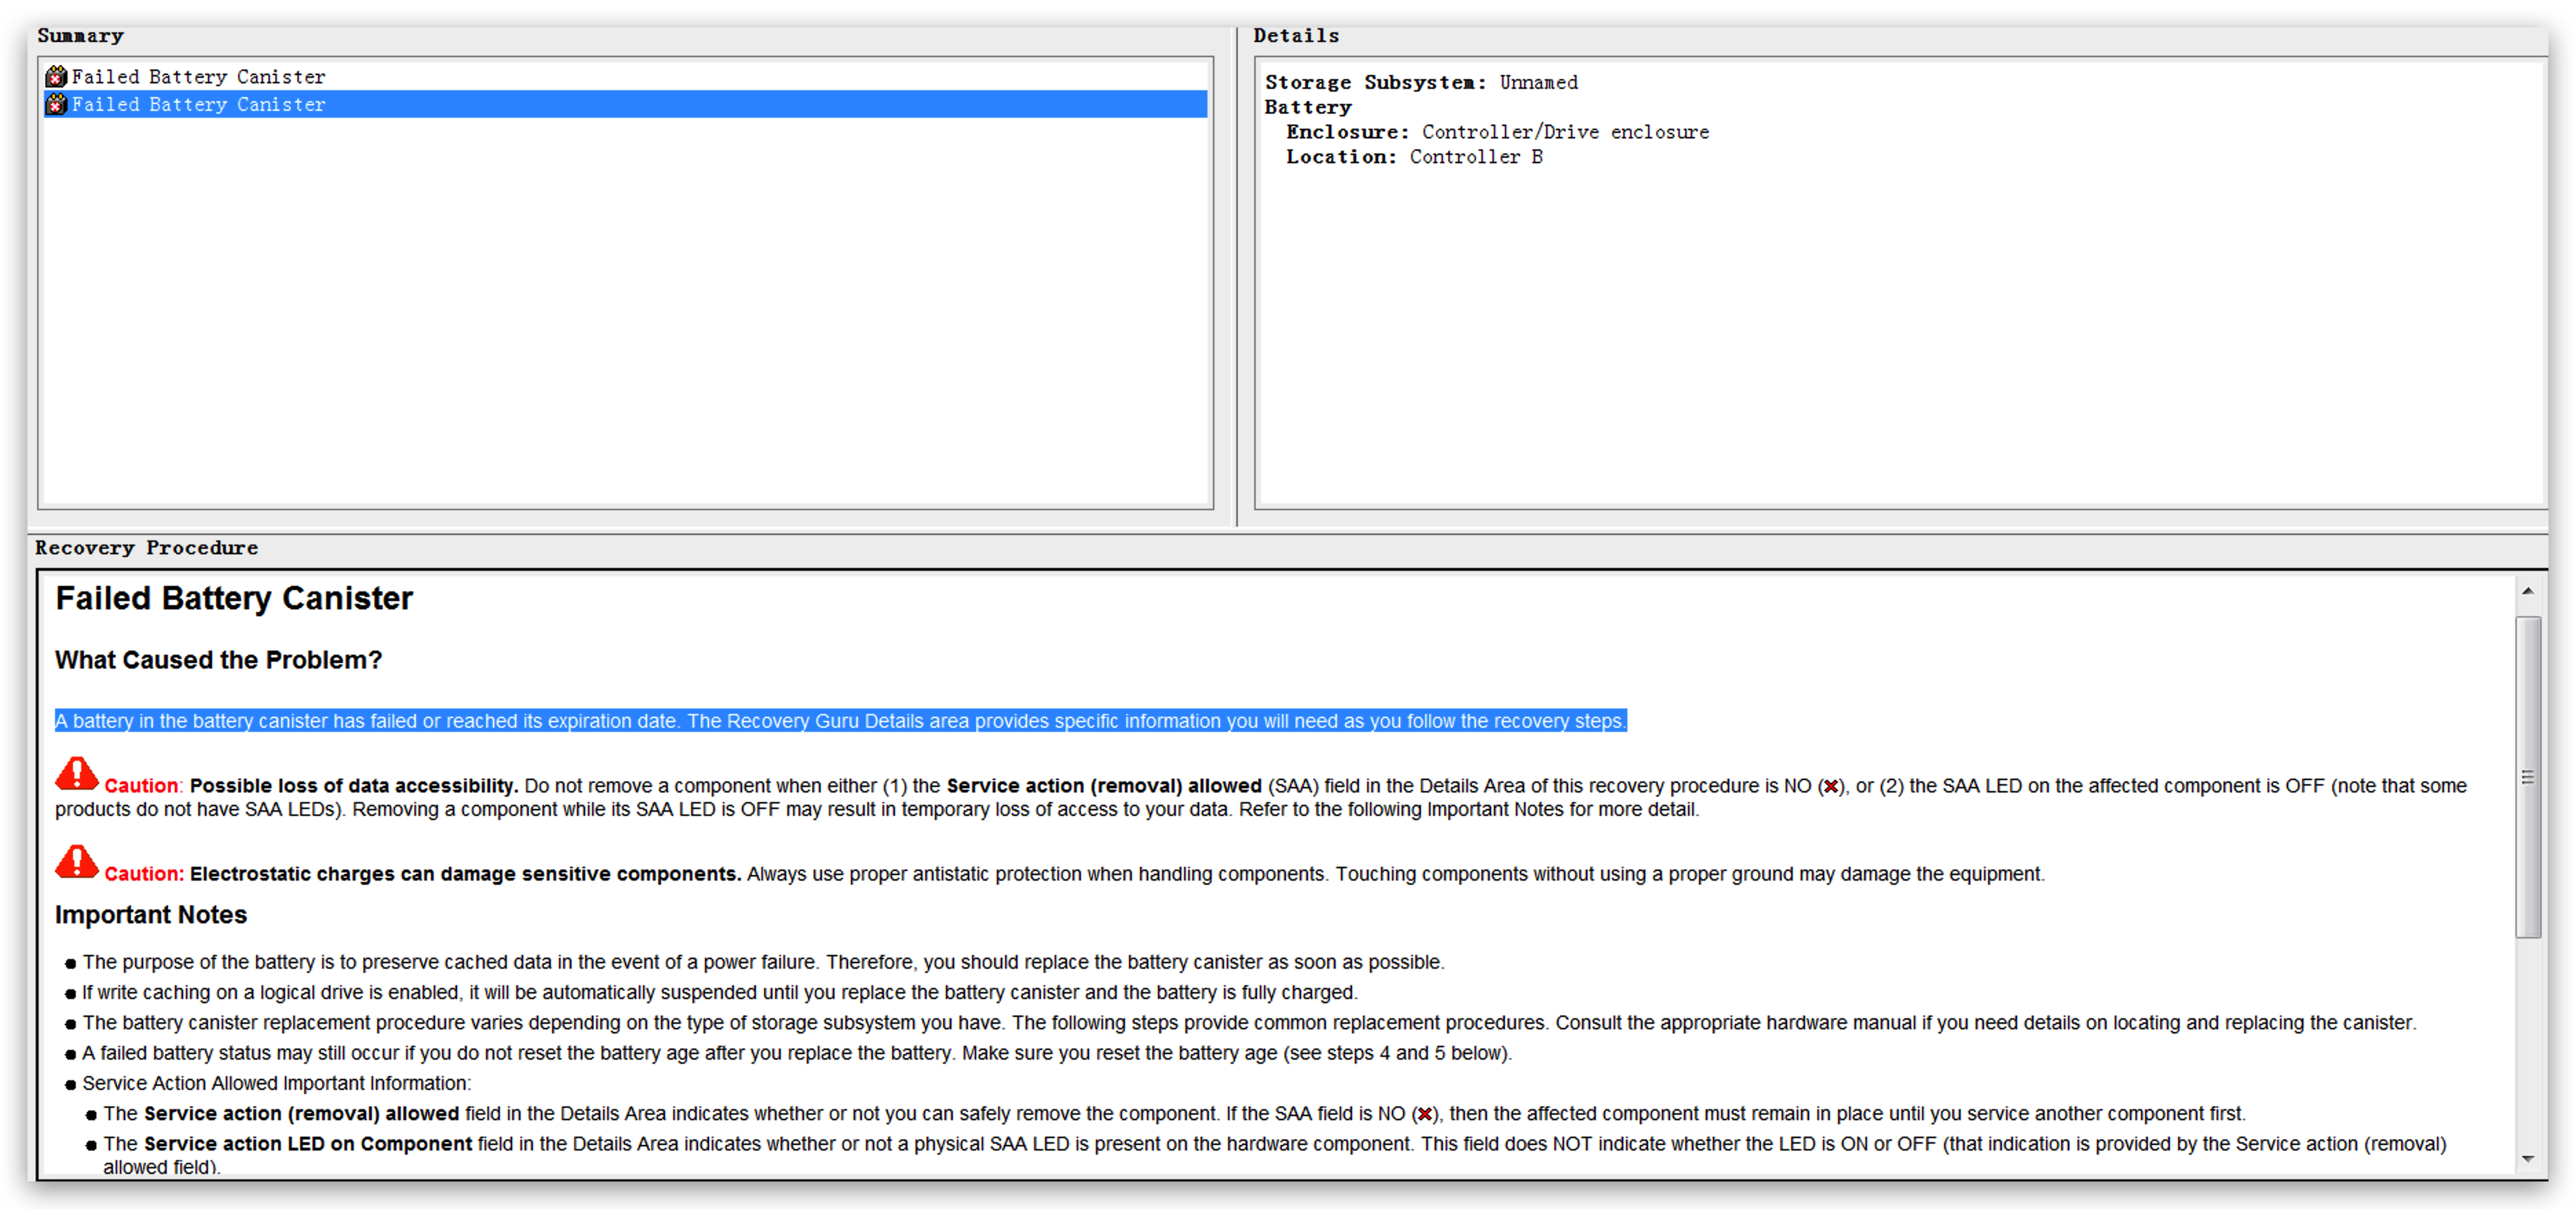 Summary
Failed Battery Canister
Failed Battery Canister
Details
Storage Subsystem: Unnamed
Battery
Enclosure: Controller/Drive enclosure
Location: Controller B
Recovery Procedure
Failed Battery Canister
What Caused the Problem?
A battery in the battery canister has failed or reached its expiration date. The Recovery Guru Details area provides specific information you will need as you follow the recovery steps.
Caution: Possible loss of data accessibility. Do not remove a component when either (1) the Service action (removal) allowed (SAA) field in the Details Area of this recovery procedure is NO (✖), or (2) the SAA LED on the affected component is OFF (note that some
products do not have SAA LEDs). Removing a component while its SAA LED is OFF may result in temporary loss of access to your data. Refer to the following Important Notes for more detail.
Caution: Electrostatic charges can damage sensitive components. Always use proper antistatic protection when handling components. Touching components without using a proper ground may damage the equipment.
Important Notes
● The purpose of the battery is to preserve cached data in the event of a power failure. Therefore, you should replace the battery canister as soon as possible.
● If write caching on a logical drive is enabled, it will be automatically suspended until you replace the battery canister and the battery is fully charged.
● The battery canister replacement procedure varies depending on the type of storage subsystem you have. The following steps provide common replacement procedures. Consult the appropriate hardware manual if you need details on locating and replacing the canister.
● A failed battery status may still occur if you do not reset the battery age after you replace the battery. Make sure you reset the battery age (see steps 4 and 5 below).
● Service Action Allowed Important Information:
● The Service action (removal) allowed field in the Details Area indicates whether or not you can safely remove the component. If the SAA field is NO (✖), then the affected component must remain in place until you service another component first.
● The Service action LED on Component field in the Details Area indicates whether or not a physical SAA LED is present on the hardware component. This field does NOT indicate whether the LED is ON or OFF (that indication is provided by the Service action (removal)
allowed field).